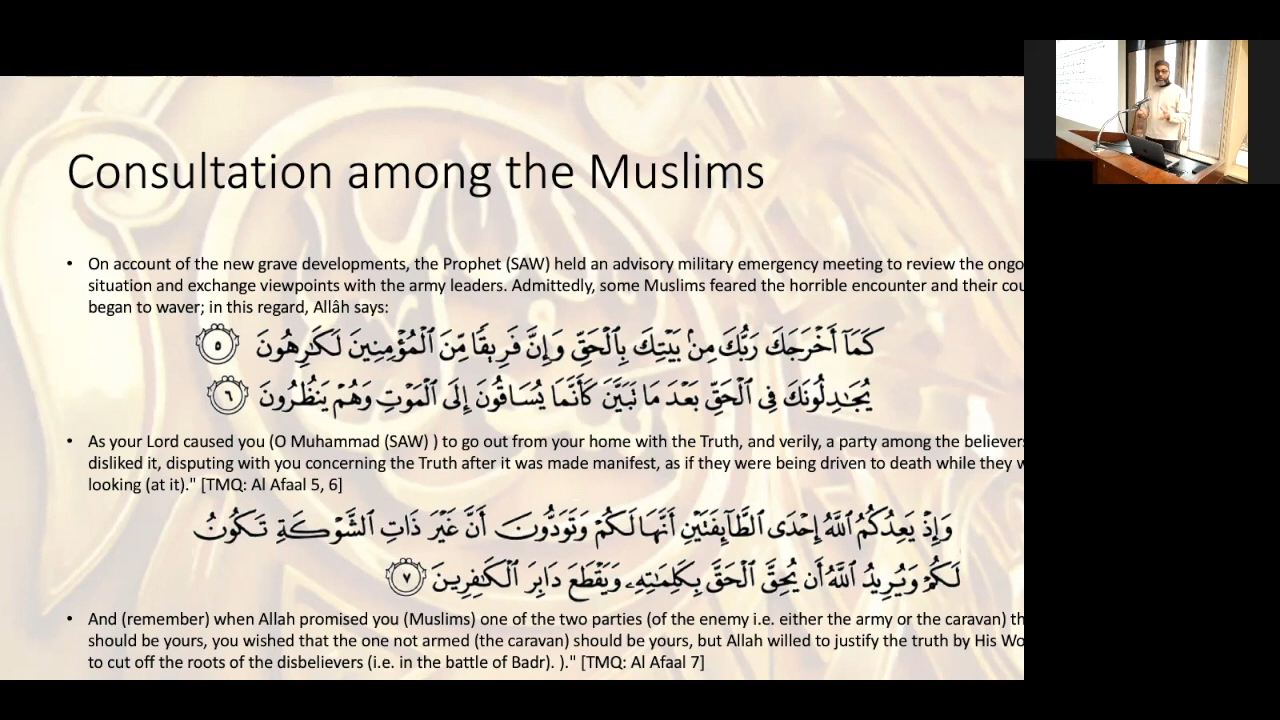 Consultation among the Muslims
• On account of the new grave developments, the Prophet (SAW) held an advisory military emergency meeting to review the ongo
situation and exchange viewpoints with the army leaders. Admittedly, some Muslims feared the horrible encounter and their cou
began to waver; in this regard, Allâh says:
كَمَآ أَخْرَجَكَ رَبُّكَ مِنۢ بَيْتِكَ بِٱلْحَقِّ وَإِنَّ فَرِيقًا مِّنَ ٱلْمُؤْمِنِينَ لَكَٰرِهُونَ ٥
يُجَٰدِلُونَكَ فِى ٱلْحَقِّ بَعْدَ مَا تَبَيَّنَ كَأَنَّمَا يُسَاقُونَ إِلَى ٱلْمَوْتِ وَهُمْ يَنظُرُونَ ٦
• As your Lord caused you (O Muhammad (SAW) ) to go out from your home with the Truth, and verily, a party among the believers
disliked it, disputing with you concerning the Truth after it was made manifest, as if they were being driven to death while they w
looking (at it)." [TMQ: Al Afaal 5, 6]
وَإِذْ يَعِدُكُمُ ٱللَّهُ إِحْدَى ٱلطَّآئِفَتَيْنِ أَنَّهَا لَكُمْ وَتَوَدُّونَ أَنَّ غَيْرَ ذَاتِ ٱلشَّوْكَةِ تَكُونُ
لَكُمْ وَيُرِيدُ ٱللَّهُ أَن يُحِقَّ ٱلْحَقَّ بِكَلِمَٰتِهِۦ وَيَقْطَعَ دَابِرَ ٱلْكَٰفِرِينَ ٧
• And (remember) when Allah promised you (Muslims) one of the two parties (of the enemy i.e. either the army or the caravan) th
should be yours, you wished that the one not armed (the caravan) should be yours, but Allah willed to justify the truth by His Wo
to cut off the roots of the disbelievers (i.e. in the battle of Badr). )." [TMQ: Al Afaal 7]